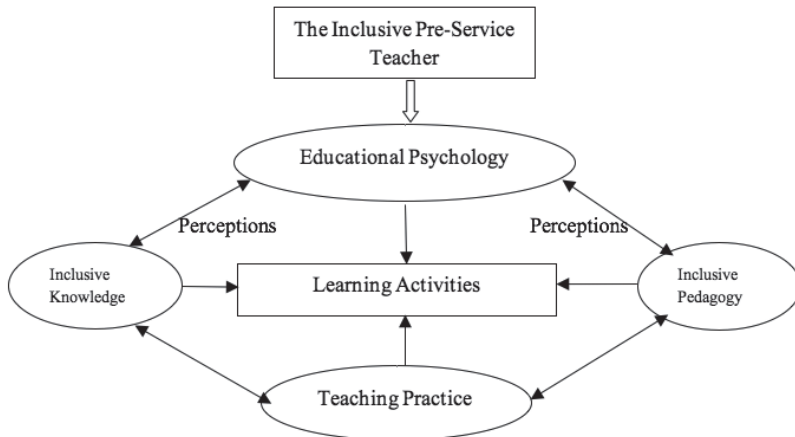 The Inclusive Pre-Service
Teacher
Educational Psychology
Perceptions
Perceptions
Inclusive
Knowledge
Learning Activities
Inclusive
Pedagogy
Teaching Practice